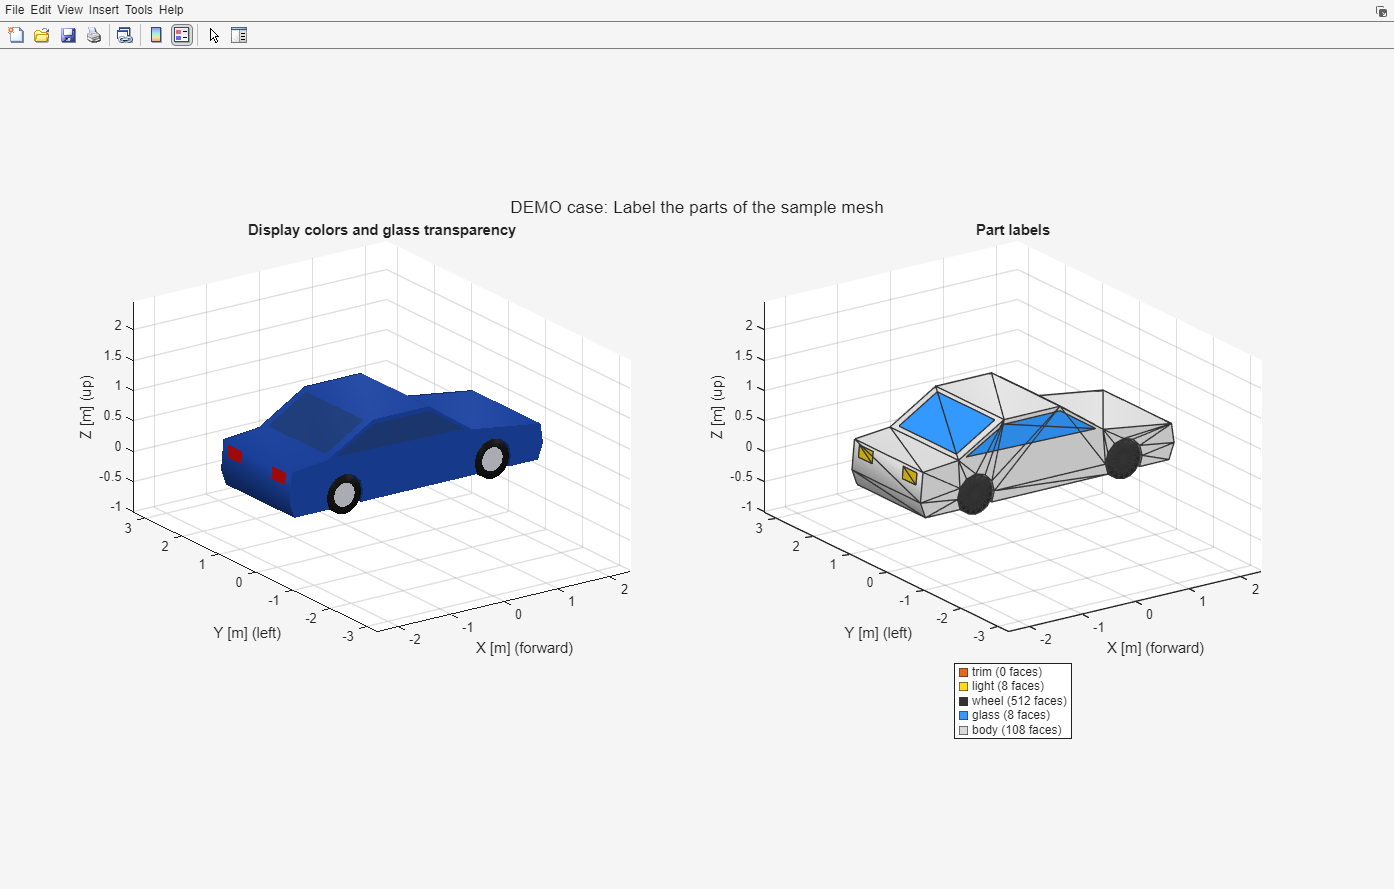 File Edit View Insert Tools Help
DEMO case: Label the parts of the sample mesh
Display colors and glass transparency
Z [m] (up)
2
1.5
1
0.5
0
-0.5
-1
3
2
1
0
-1
-2
-3
Y [m] (left)
-2
-1
0
1
2
X [m] (forward)
Part labels
Z [m] (up)
2
1.5
1
0.5
0
-0.5
-1
3
2
1
0
-1
-2
-3
Y [m] (left)
-2
-1
0
1
2
X [m] (forward)
trim (0 faces)
light (8 faces)
wheel (512 faces)
glass (8 faces)
body (108 faces)